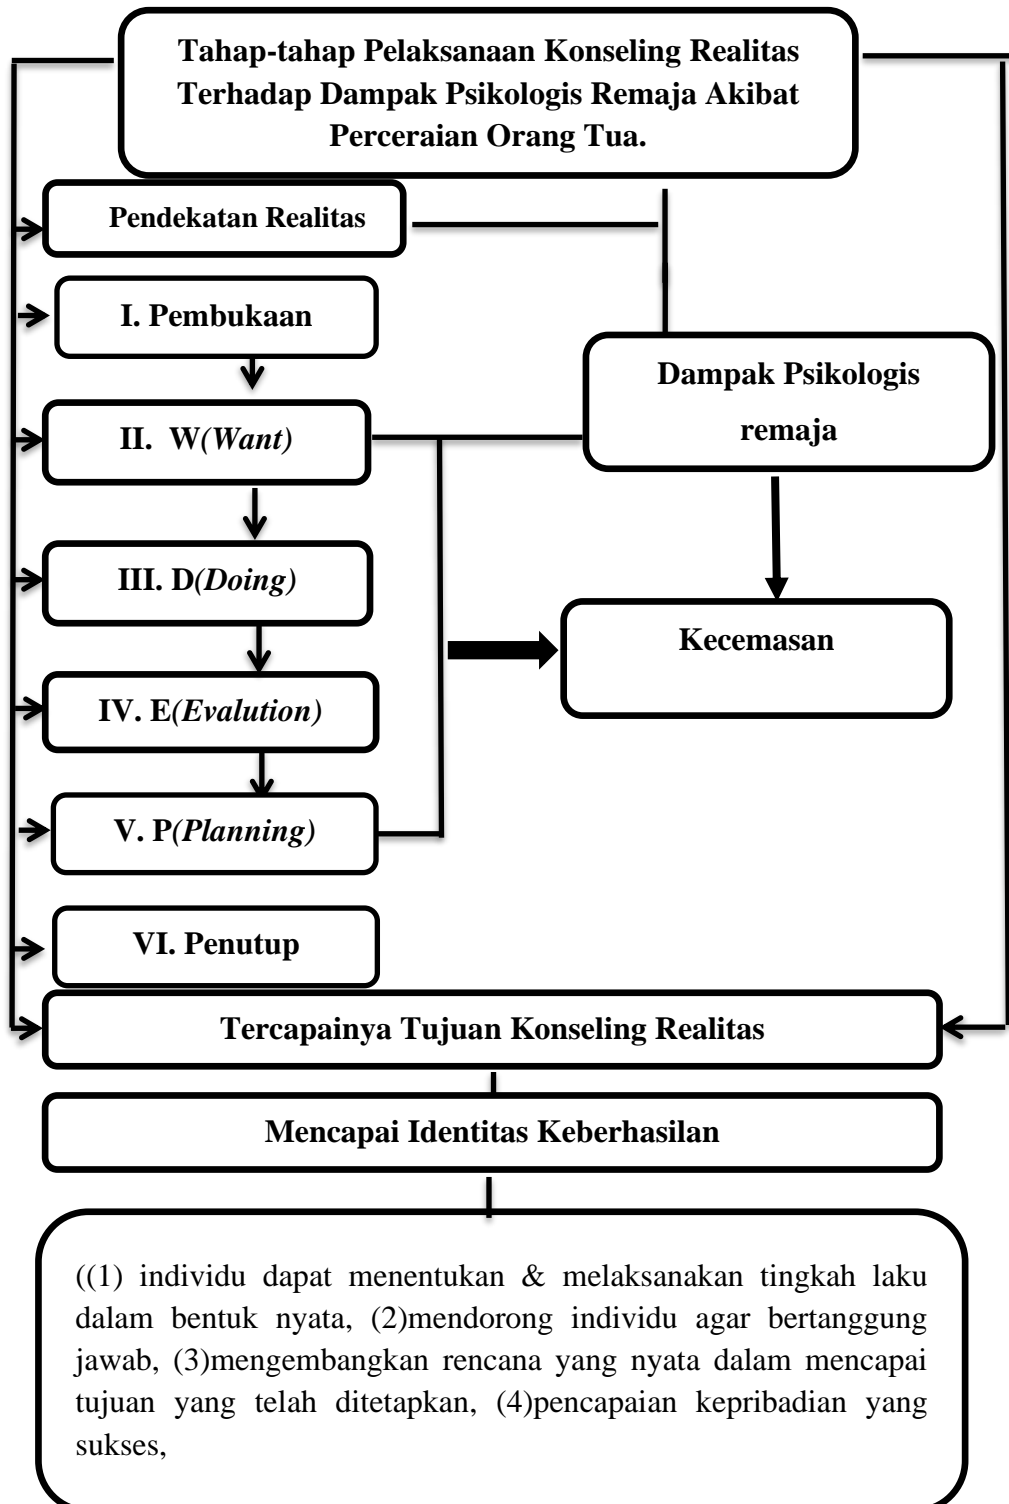 Tahap-tahap Pelaksanaan Konseling Realitas
Terhadap Dampak Psikologis Remaja Akibat
Perceraian Orang Tua.
Pendekatan Realitas
I. Pembukaan
Dampak Psikologis
remaja
II. W(Want)
III. D(Doing)
Kecemasan
IV. E(Evalution)
V. P(Planning)
VI. Penutup
Tercapainya Tujuan Konseling Realitas
Mencapai Identitas Keberhasilan
((1) individu dapat menentukan & melaksanakan tingkah laku
dalam bentuk nyata, (2)mendorong individu agar bertanggung
jawab, (3)mengembangkan rencana yang nyata dalam mencapai
tujuan yang telah ditetapkan, (4)pencapaian kepribadian yang
sukses,